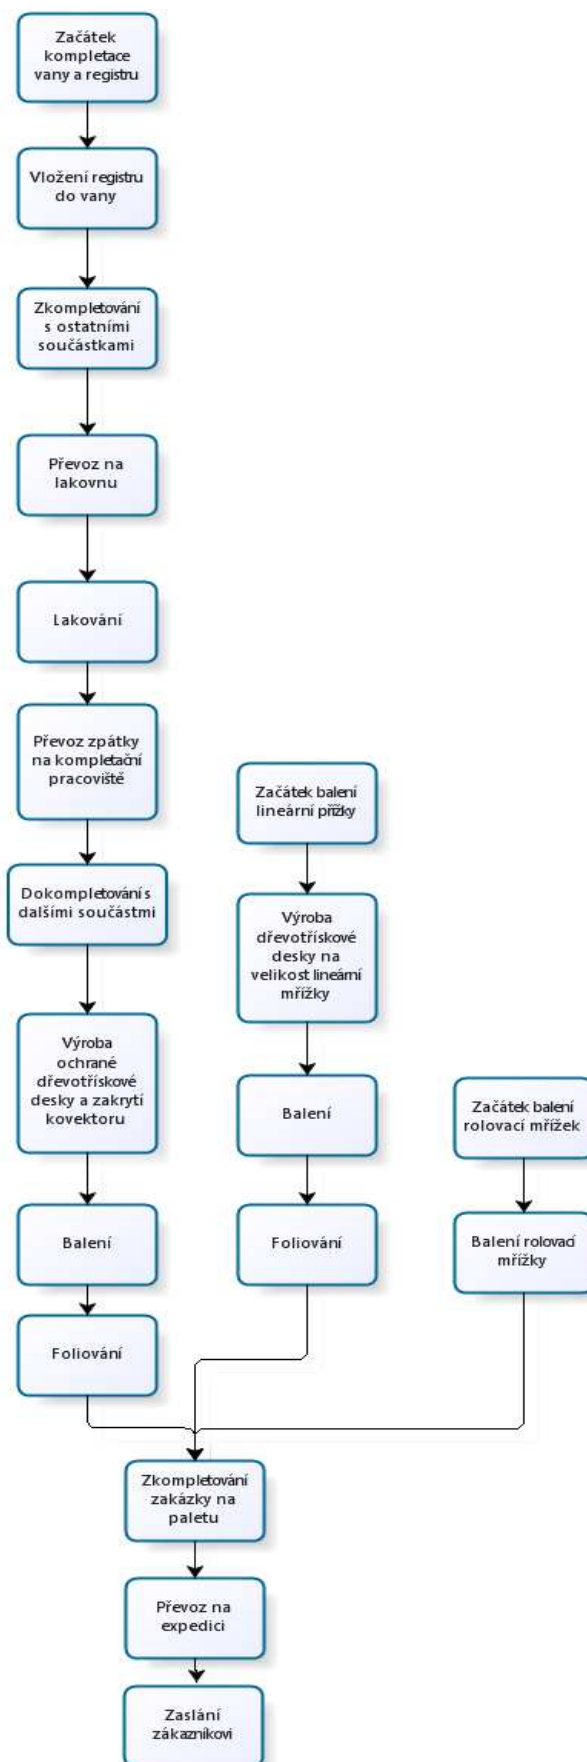 Začátek
kompletace
vany a registru
Vložení registru
do vany
Zkompletování
s ostatními
součástkami
Převoz na
lakovnu
Lakování
Převoz zpátky
na kompletační
pracoviště
Dokompletování s
dalšími součástmi
Výroba
ochrané
dřevotřískové
desky a zakrytí
kovektoru
Balení
Foliování
Začátek balení
lineární přížky
Výroba
dřevotřískové
desky na
velikost lineární
mřížky
Balení
Foliování
Začátek balení
rolovací mřížek
Balení rolovací
mřížky
Zkompletování
zakázky na
paletu
Převoz na
expedici
Zaslání
zákazníkovi